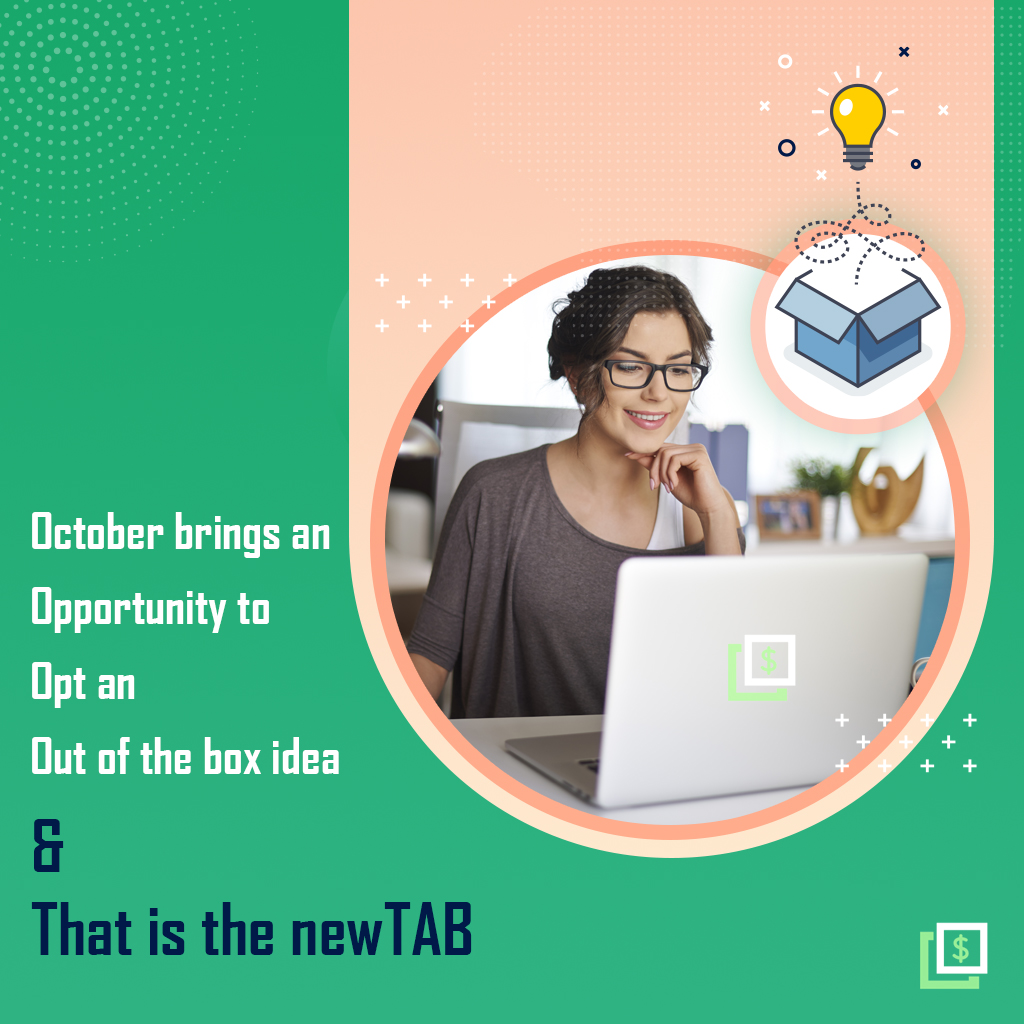 October brings an
Opportunity to
Opt an
Out of the box idea
&
That is the newTAB
$
$